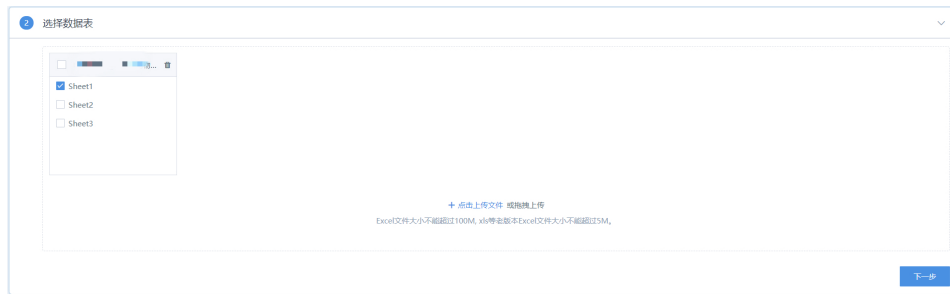 2 选择数据表
Sheet1
Sheet2
Sheet3
+ 点击上传文件 或拖拽上传
Excel文件大小不能超过100M, xls等老版本Excel文件大小不能超过5M。
下一步